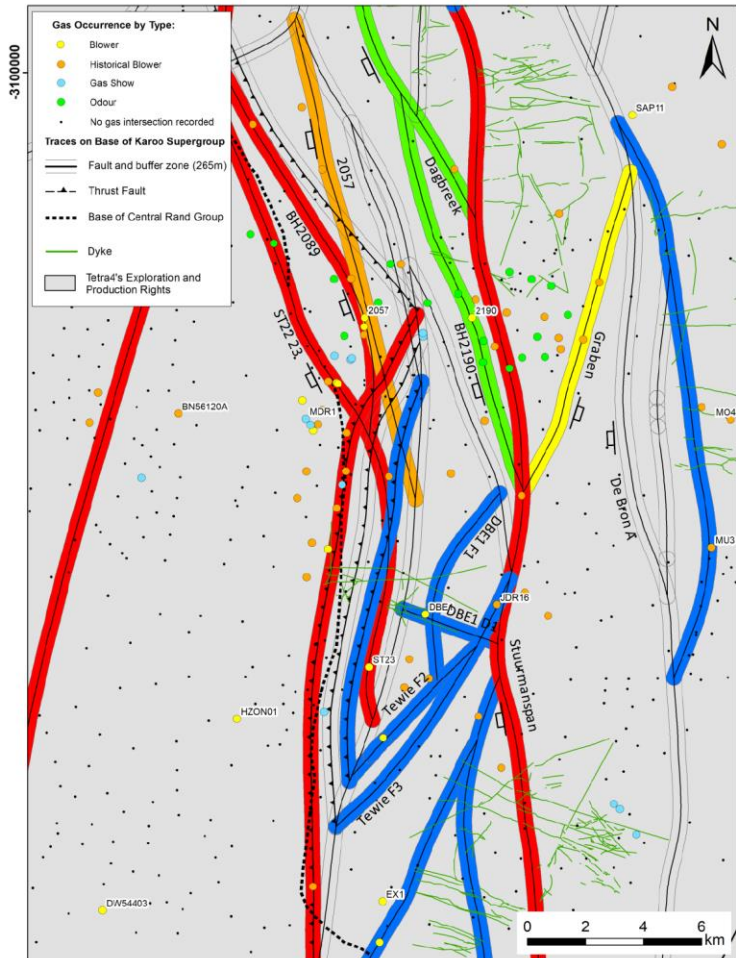 -3100000
Gas Occurrence by Type:
Blower
Historical Blower
Gas Show
Odour
No gas intersection recorded
Traces on Base of Karoo Supergroup
Fault and buffer zone (265m)
Thrust Fault
Base of Central Rand Group
Dyke
Tetra4's Exploration and
Production Rights
N
SAP11
2057
Dagbreek
BH2089
2057
2190
ST22 23
BH2190
Graben
BN56120A
MDR1
MO4
De Bron A
DBE1 F1
MU3
JDR16
DBE1 D1
ST23
Stuurmanspan
Tewie F2
HZON01
Tewie F3
EX1
DW54403
0 2 4 6
km